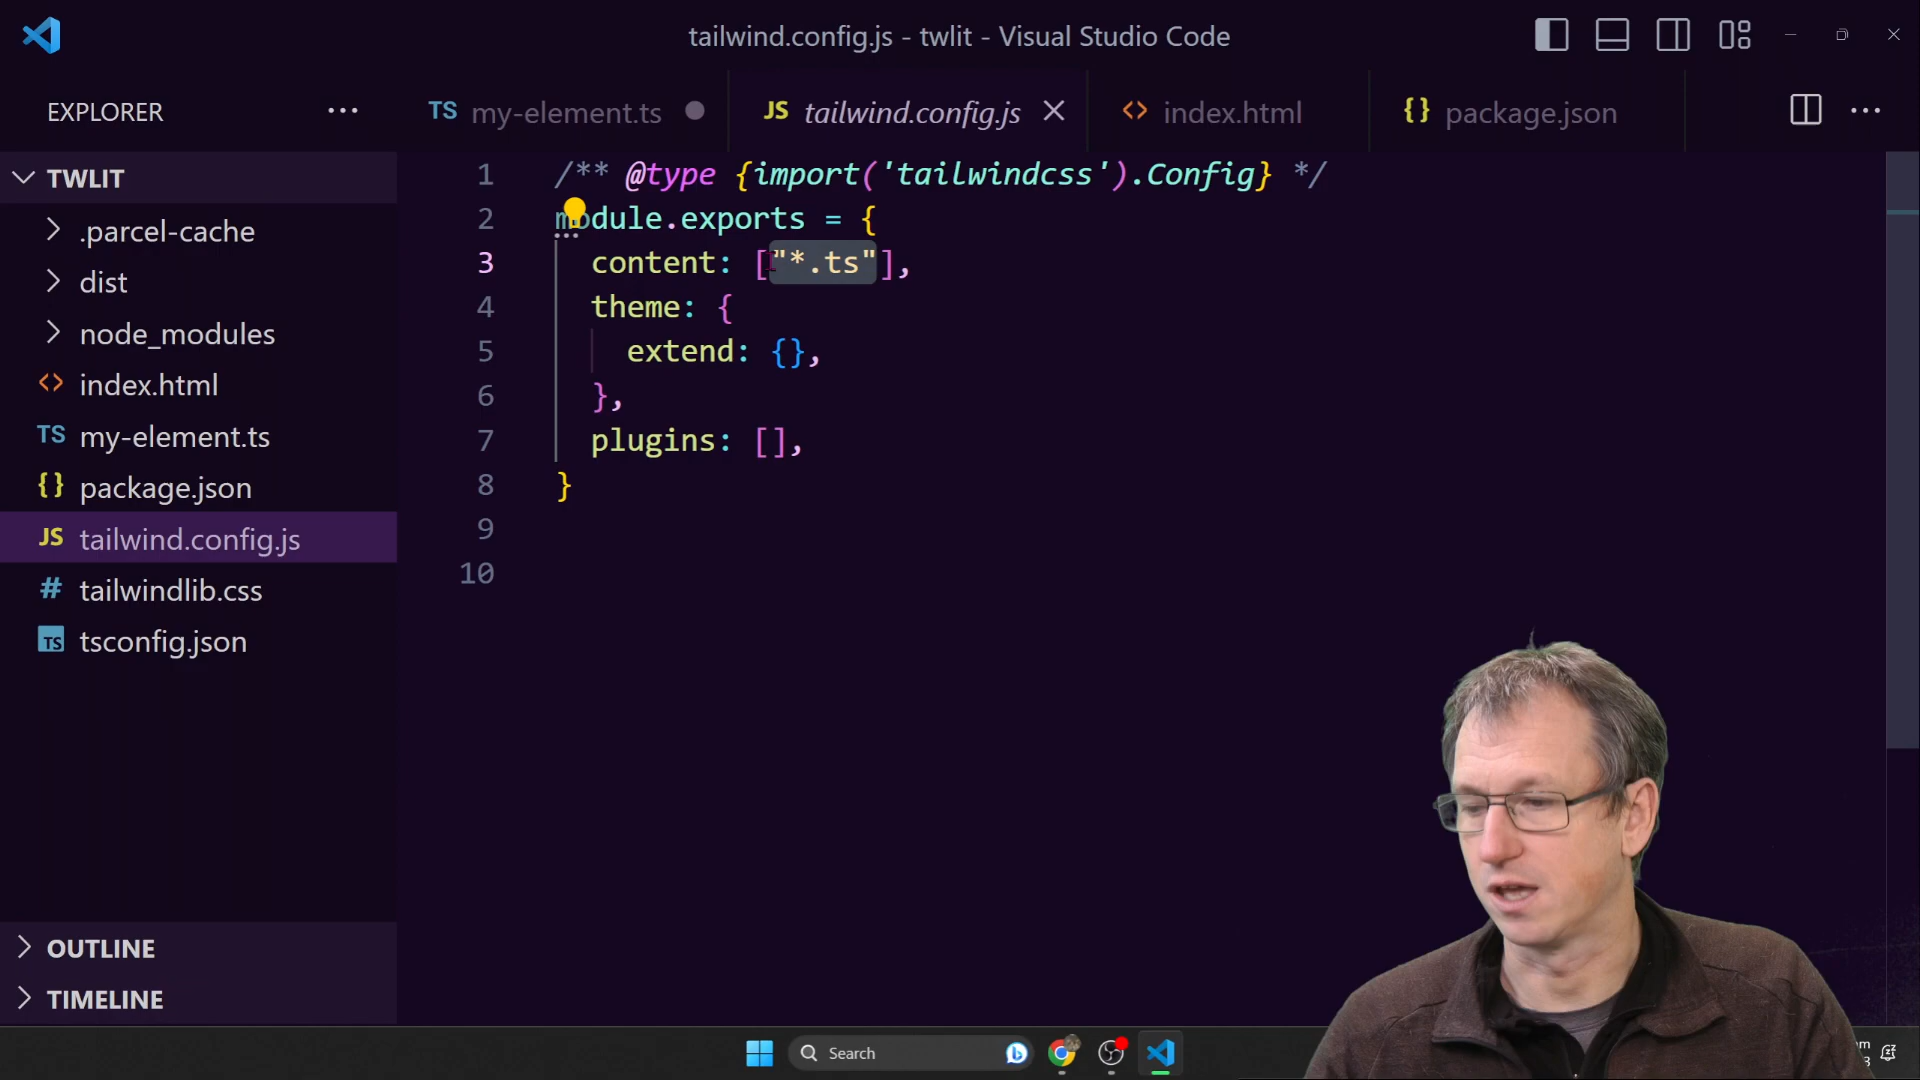 tailwind.config.js - twlit - Visual Studio Code
EXPLORER
TS my-element.ts
JS tailwind.config.js
<> index.html
{} package.json
TWLIT
.parcel-cache
dist
node_modules
<> index.html
TS my-element.ts
{} package.json
JS tailwind.config.js
# tailwindlib.css
TS tsconfig.json
OUTLINE
TIMELINE
1 /** @type {import('tailwindcss').Config} */
2 module.exports = {
3 content: ["*.ts"],
4 theme: {
5 extend: {},
6 },
7 plugins: [],
8 }
9
10
Search